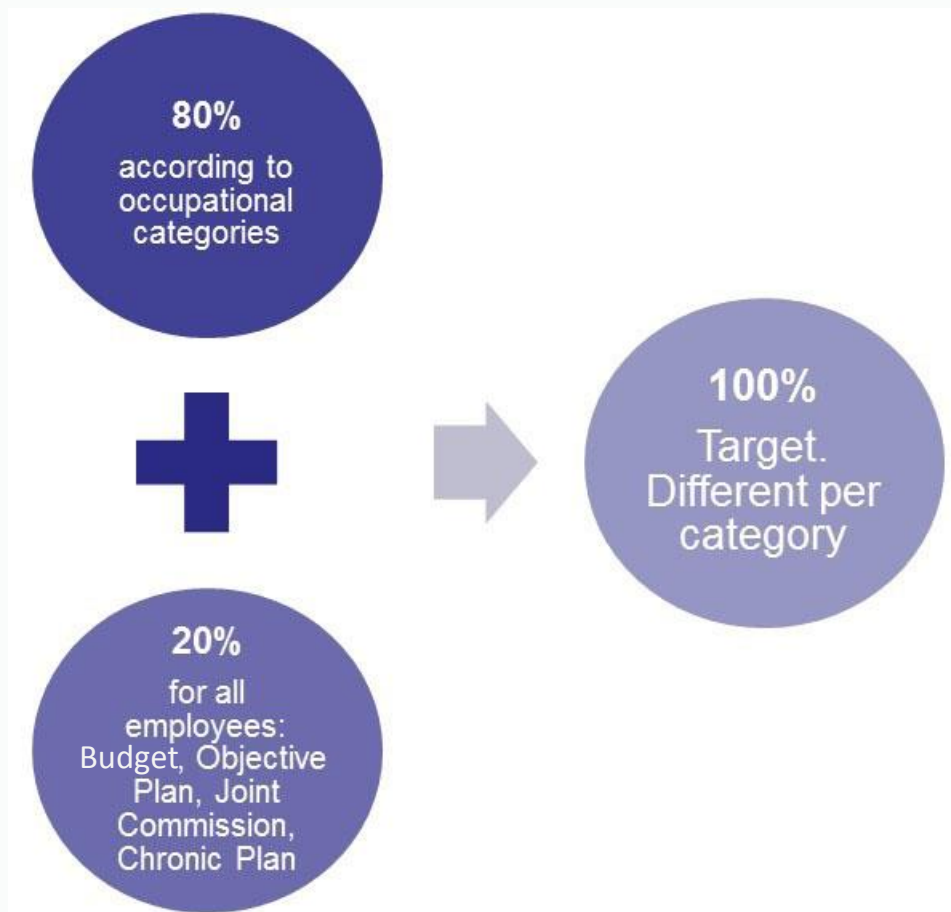 80%
according to
occupational
categories
20%
for all
employees:
Budget, Objective
Plan, Joint
Commission,
Chronic Plan
100%
Target.
Different per
category